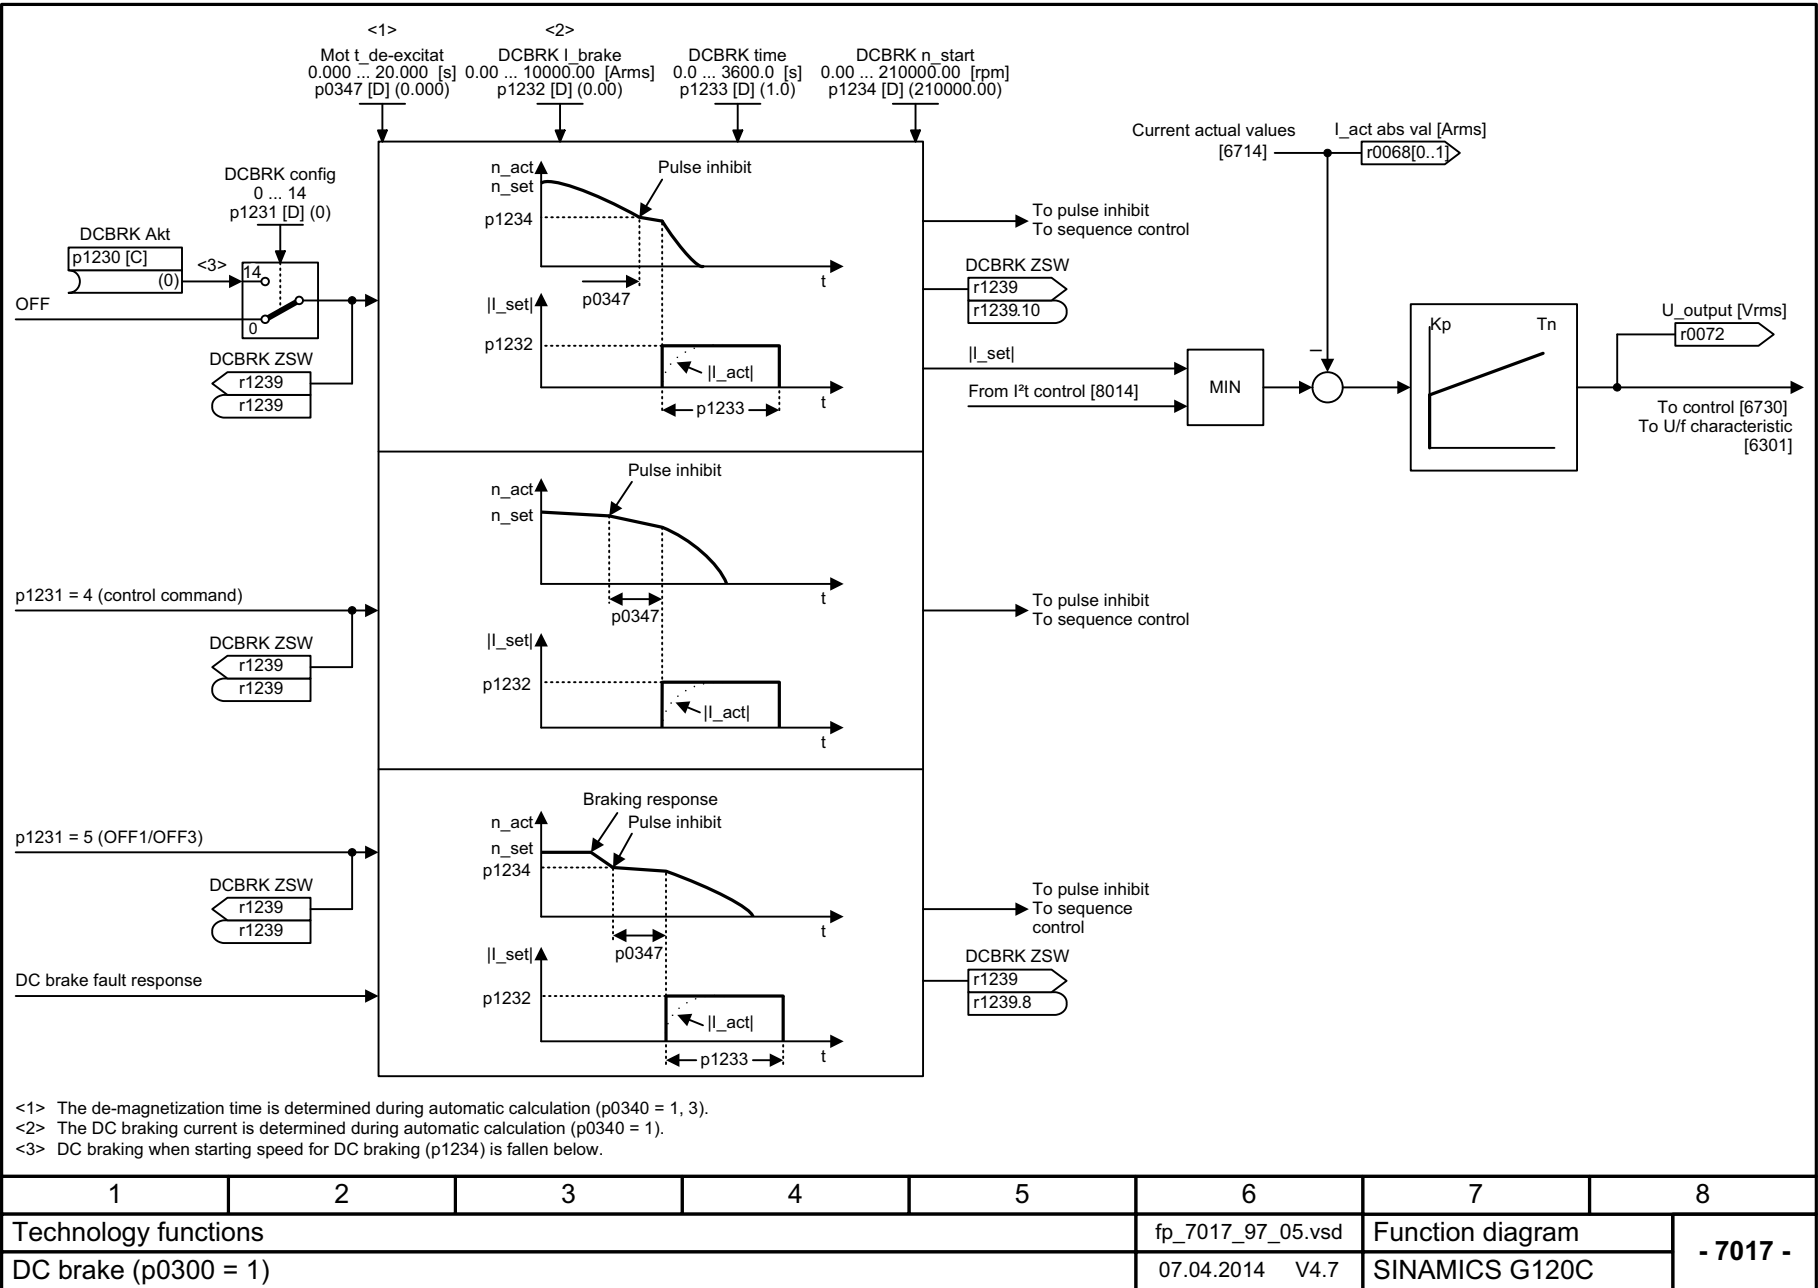 <1>
Mot t_de-excitat
0.000 ... 20.000 [s]
p0347 [D] (0.000)
<2>
DCBRK I_brake
0.00 ... 10000.00 [Arms]
p1232 [D] (0.00)
DCBRK time
0.0 ... 3600.0 [s]
p1233 [D] (1.0)
DCBRK n_start
0.00 ... 210000.00 [rpm]
p1234 [D] (210000.00)
DCBRK config
0 ... 14
p1231 [D] (0)
DCBRK Akt
p1230 [C]
(0)
<3>
14
0
OFF
DCBRK ZSW
r1239
r1239
n_act
n_set
p1234
Pulse inhibit
t
p0347
|I_set|
p1232
|I_act|
p1233
t
To pulse inhibit
To sequence control
DCBRK ZSW
r1239
r1239.10
|I_set|
From I²t control [8014]
MIN
Current actual values
[6714]
I_act abs val [Arms]
r0068[0..1]
–
Kp
Tn
U_output [Vrms]
r0072
To control [6730]
To U/f characteristic
[6301]
p1231 = 4 (control command)
DCBRK ZSW
r1239
r1239
n_act
n_set
Pulse inhibit
t
p0347
|I_set|
p1232
|I_act|
t
To pulse inhibit
To sequence control
p1231 = 5 (OFF1/OFF3)
DCBRK ZSW
r1239
r1239
DC brake fault response
Braking response
Pulse inhibit
n_act
n_set
p1234
t
p0347
|I_set|
p1232
|I_act|
p1233
t
To pulse inhibit
To sequence
control
DCBRK ZSW
r1239
r1239.8
<1> The de-magnetization time is determined during automatic calculation (p0340 = 1, 3).
<2> The DC braking current is determined during automatic calculation (p0340 = 1).
<3> DC braking when starting speed for DC braking (p1234) is fallen below.
1 2 3 4 5 6 7 8
Technology functions
fp_7017_97_05.vsd
Function diagram
- 7017 -
DC brake (p0300 = 1)
07.04.2014 V4.7
SINAMICS G120C